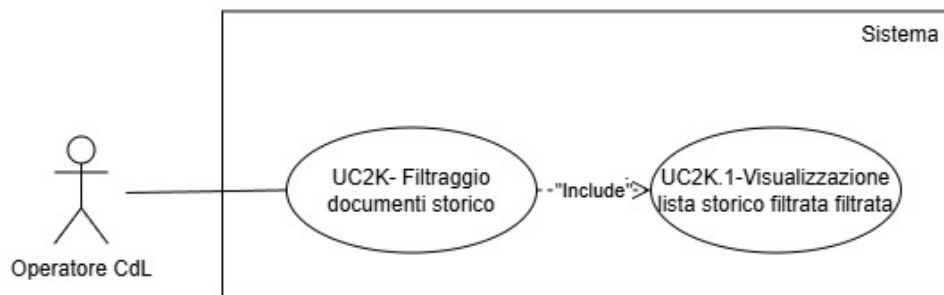 Sistema
UC2K- Filtraggio
documenti storico
"Include"
UC2K.1-Visualizzazione
lista storico filtrata filtrata
Operatore CdL